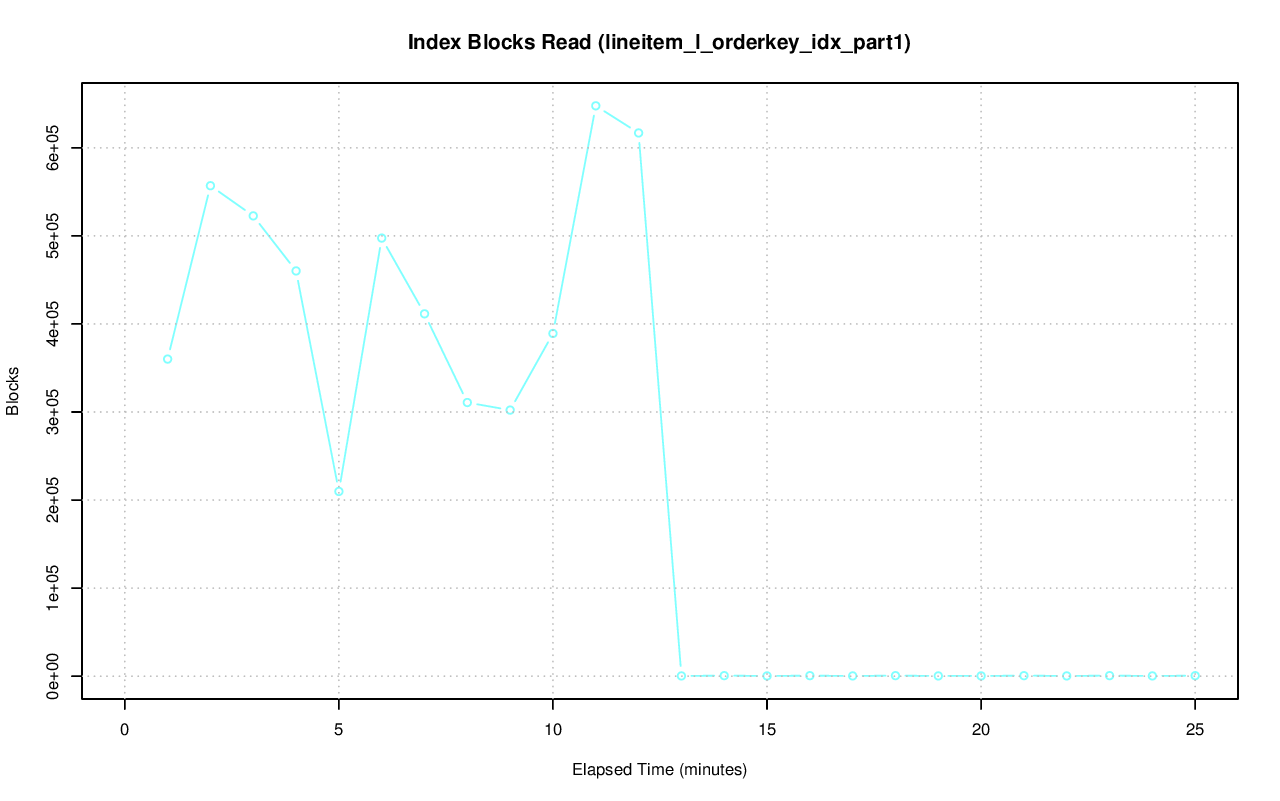 Index Blocks Read (lineitem_l_orderkey_idx_part1)
Blocks
6e+05
5e+05
4e+05
3e+05
2e+05
1e+05
0e+00
0 5 10 15 20 25
Elapsed Time (minutes)